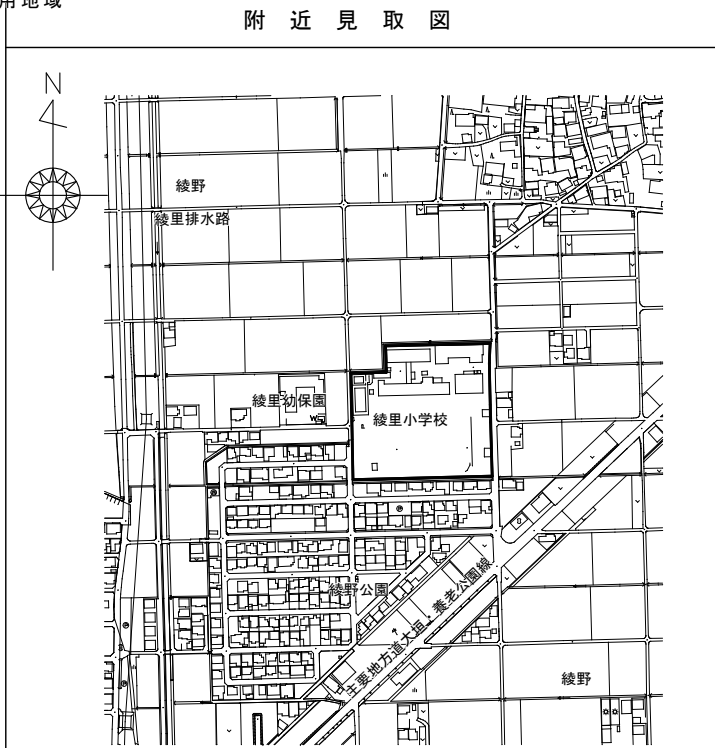 用地域
附近見取図
N
綾野
綾里排水路
綾里幼保園
綾里小学校
綾野公園
主要地方道大垣・養老公園線
綾野